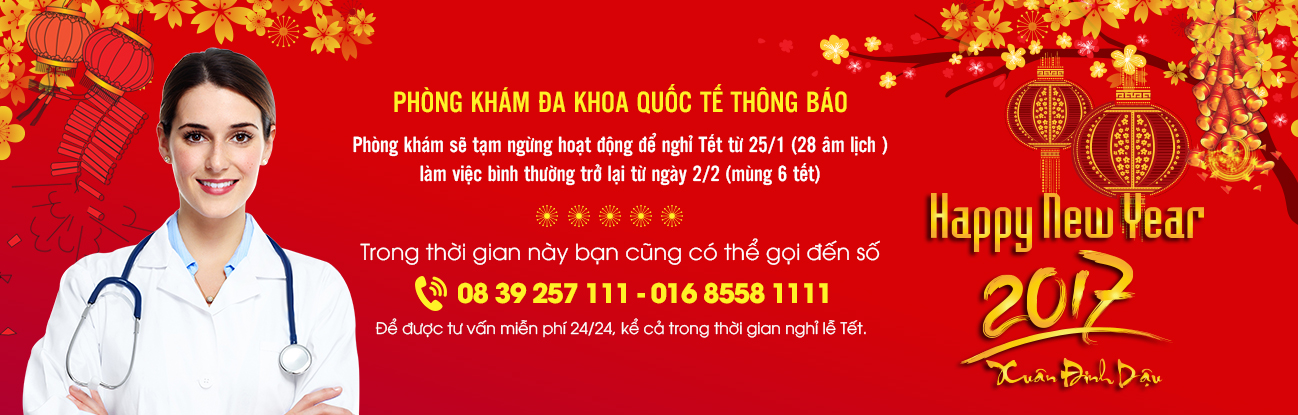 PHÒNG KHÁM ĐA KHOA QUỐC TẾ THÔNG BÁO
Phòng khám sẽ tạm ngừng hoạt động để nghỉ Tết từ 25/1 (28 âm lịch )
làm việc bình thường trở lại từ ngày 2/2 (mùng 6 tết)
Trong thời gian này bạn cũng có thể gọi đến số
08 39 257 111 - 016 8558 1111
Để được tư vấn miễn phí 24/24, kể cả trong thời gian nghỉ lễ Tết.
Happy New Year
2017
Xuân Đinh Dậu